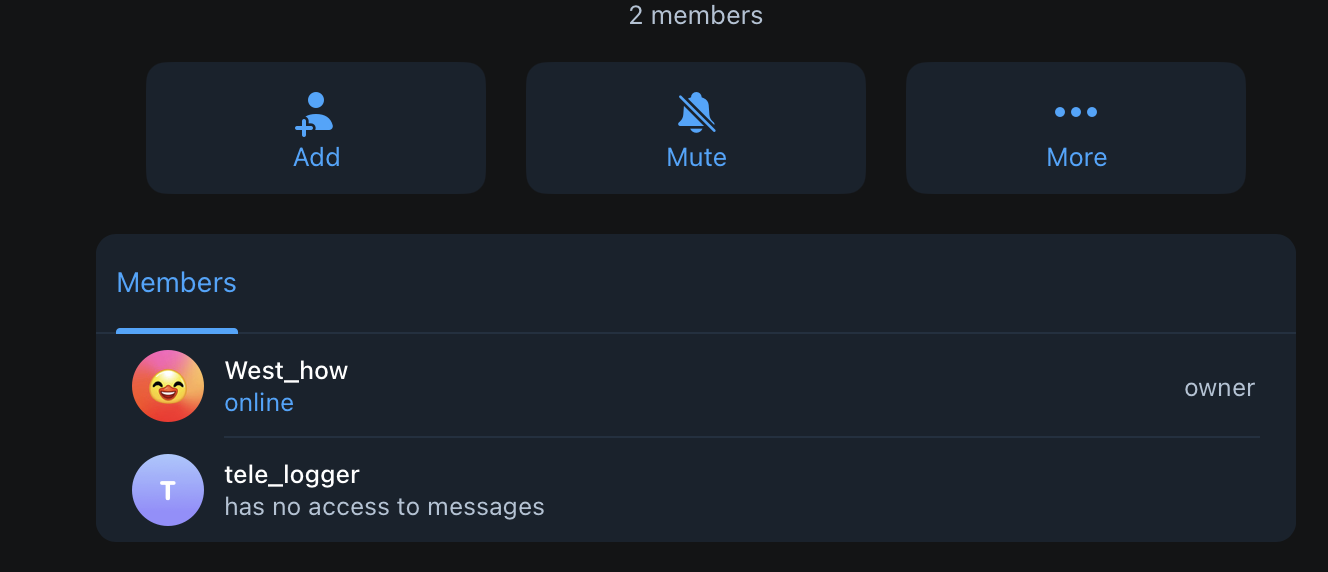 2 members
Add
Mute
More
Members
West_how
online
owner
T
tele_logger
has no access to messages